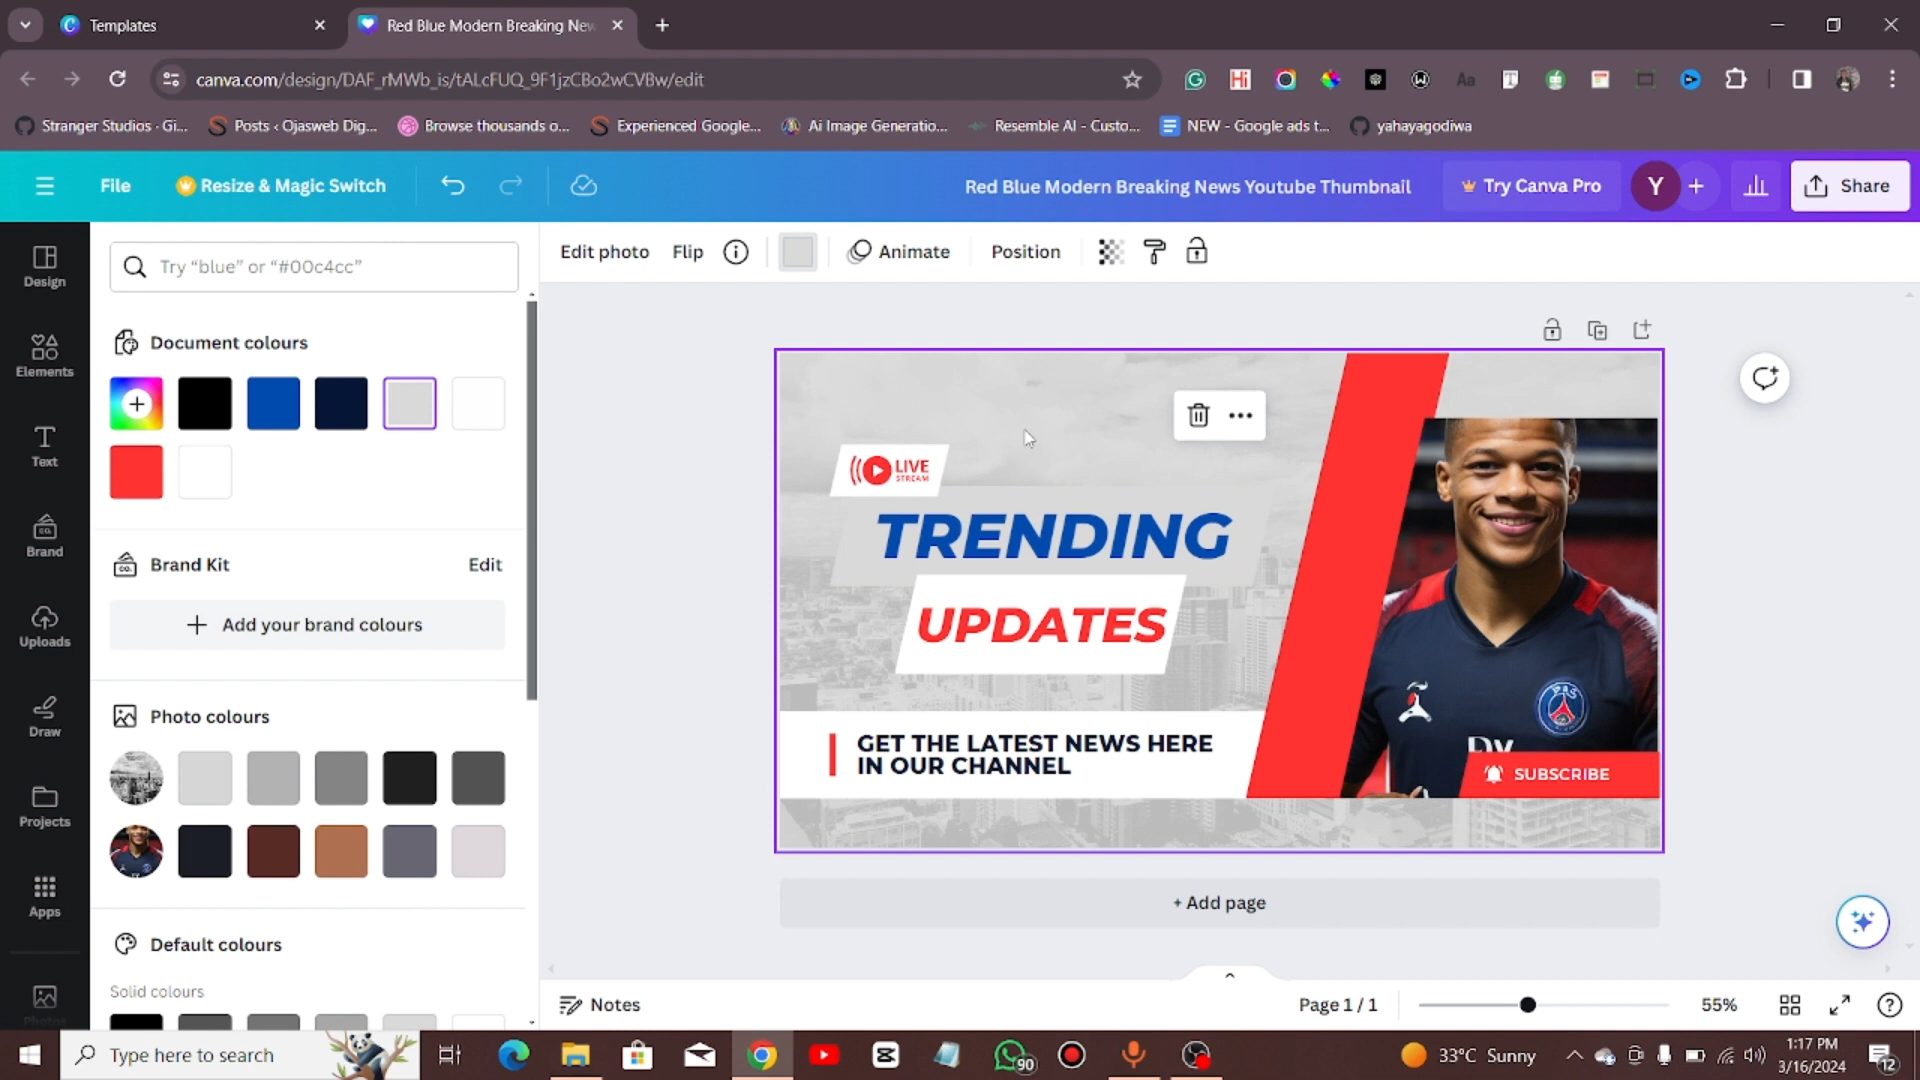 Templates
Red Blue Modern Breaking New
canva.com/design/DAF_rMWb_is/tALcFUQ_9F1jzCBo2wCVBw/edit
Stranger Studios · Gi...
Posts ‹ Ojasweb Dig...
Browse thousands o...
Experienced Google...
Ai Image Generatio...
Resemble AI - Custo...
NEW - Google ads t...
yahayagodiwa
File
Resize & Magic Switch
Red Blue Modern Breaking News Youtube Thumbnail
Try Canva Pro
Y
Share
Design
Elements
Text
Brand
Uploads
Draw
Projects
Apps
Photos
Try “blue” or “#00c4cc”
Document colours
Brand Kit
Edit
Add your brand colours
Photo colours
Default colours
Solid colours
Edit photo
Flip
Animate
Position
LIVE
STREAM
TRENDING
UPDATES
GET THE LATEST NEWS HERE
IN OUR CHANNEL
SUBSCRIBE
+ Add page
Notes
Page 1 / 1
55%
Type here to search
90
33°C Sunny
1:17 PM
3/16/2024
12